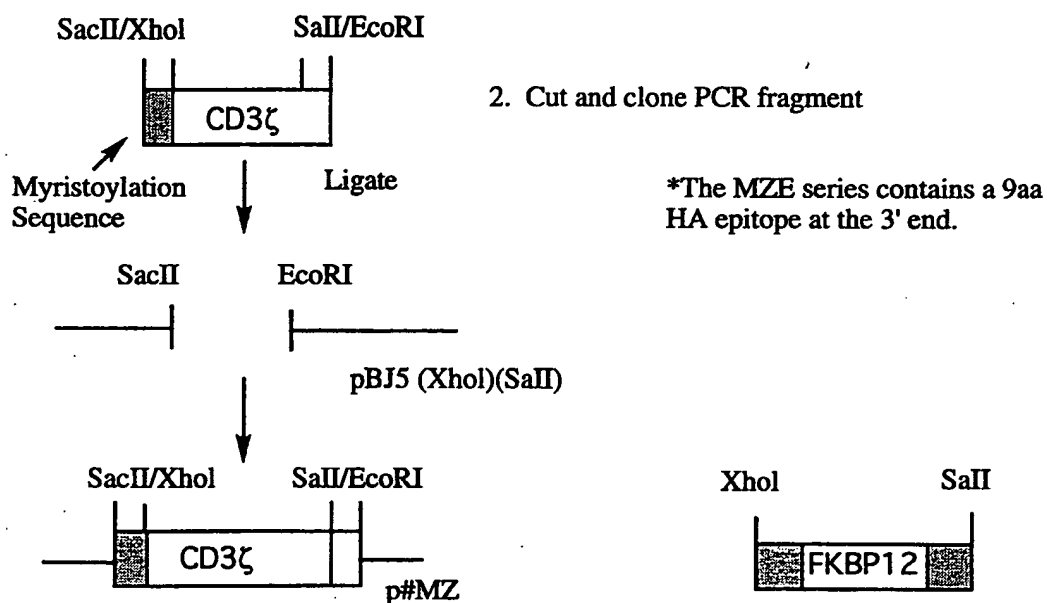 SacII/XhoI SalI/EcoRI
2. Cut and clone PCR fragment
CD3ζ
Myristoylation
Sequence
Ligate
*The MZE series contains a 9aa
HA epitope at the 3' end.
SacII EcoRI
pBJ5 (XhoI)(SalI)
SacII/XhoI SalI/EcoRI
CD3ζ
p#MZ
XhoI SalI
FKBP12